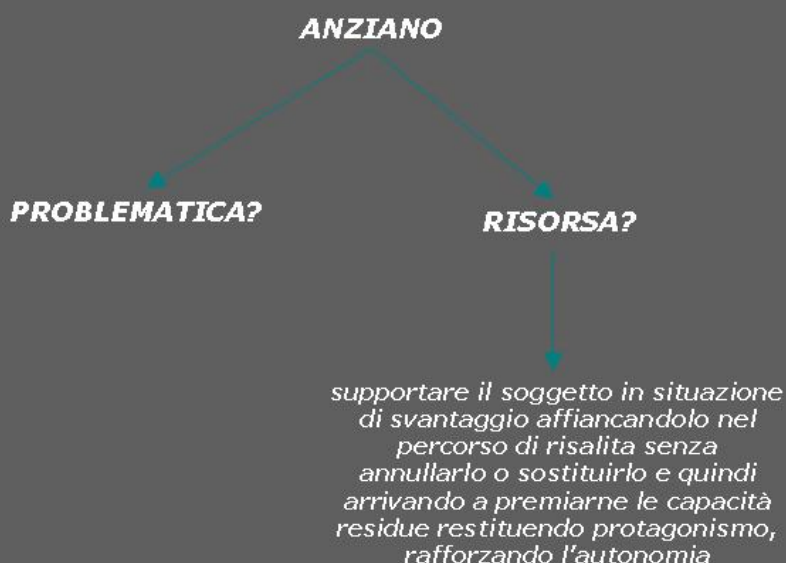 ANZIANO
PROBLEMATICA?
RISORSA?
supportare il soggetto in situazione
di svantaggio affiancandolo nel
percorso di risalita senza
annullarlo o sostituirlo e quindi
arrivando a premiarne le capacità
residue restituendo protagonismo,
rafforzando l'autonomia